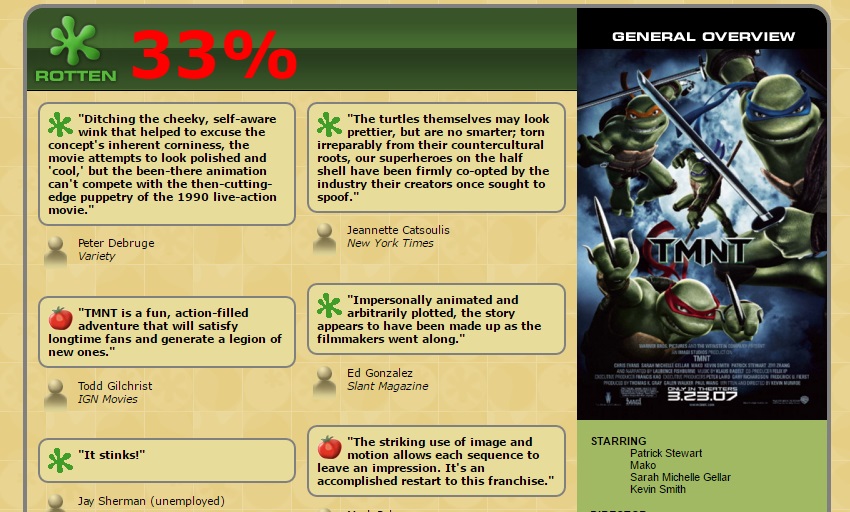 ROTTEN
33%
GENERAL OVERVIEW
"Ditching the cheeky, self-aware
wink that helped to excuse the
concept's inherent corniness, the
movie attempts to look polished and
'cool,' but the been-there animation
can't compete with the then-cutting-
edge puppetry of the 1990 live-action
movie."
Peter Debruge
Variety
"TMNT is a fun, action-filled
adventure that will satisfy
longtime fans and generate a legion of
new ones."
Todd Gilchrist
IGN Movies
"It stinks!"
Jay Sherman (unemployed)
"The turtles themselves may look
prettier, but are no smarter; torn
irreparably from their countercultural
roots, our superheroes on the half
shell have been firmly co-opted by the
industry their creators once sought to
spoof."
Jeannette Catsoulis
New York Times
"Impersonally animated and
arbitrarily plotted, the story
appears to have been made up as the
filmmakers went along."
Ed Gonzalez
Slant Magazine
"The striking use of image and
motion allows each sequence to
leave an impression. It's an
accomplished restart to this franchise."
TMNT
TMNT
ONLY IN THEATERS
3.23.07
STARRING
Patrick Stewart
Mako
Sarah Michelle Gellar
Kevin Smith